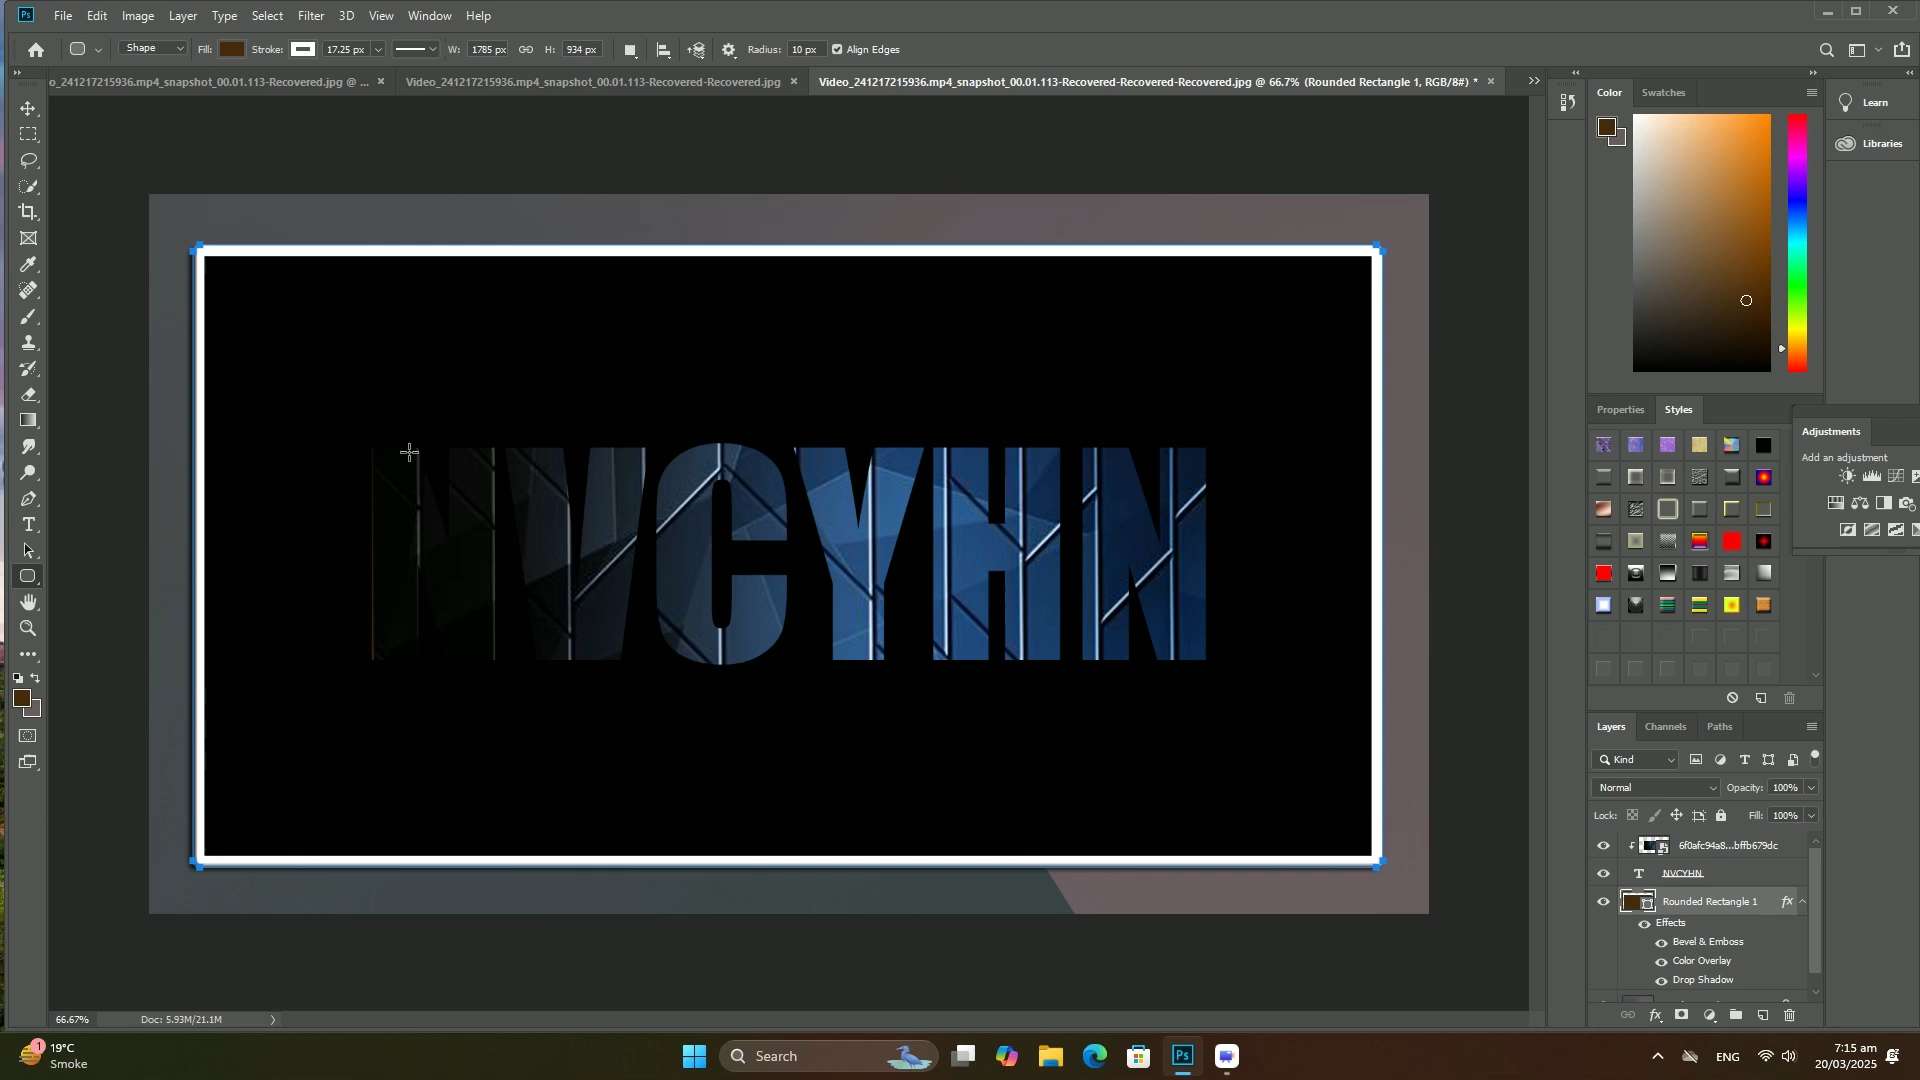 Ps File Edit Image Layer Type Select Filter 3D View Window Help
Shape Fill: Stroke: 17.25 px W: 1785 px H: 934 px Radius: 10 px Align Edges
o_241217215936.mp4_snapshot_00.01.113-Recovered.jpg @ ... × Video_241217215936.mp4_snapshot_00.01.113-Recovered-Recovered.jpg × Video_241217215936.mp4_snapshot_00.01.113-Recovered-Recovered-Recovered.jpg @ 66.7% (Rounded Rectangle 1, RGB/8#) * ×
Color Swatches
Learn
Libraries
Properties Styles
Adjustments
Add an adjustment
NVCYHN
Layers Channels Paths
Kind
Normal Opacity: 100%
Lock: Fill: 100%
6f0afc94a8...bffb679dc
T NVCYHN
Rounded Rectangle 1 fx
Effects
Bevel & Emboss
Color Overlay
Drop Shadow
66.67% Doc: 5.93M/21.1M
1
19°C
Smoke
Search
Ps
ENG
7:15 am
20/03/2025